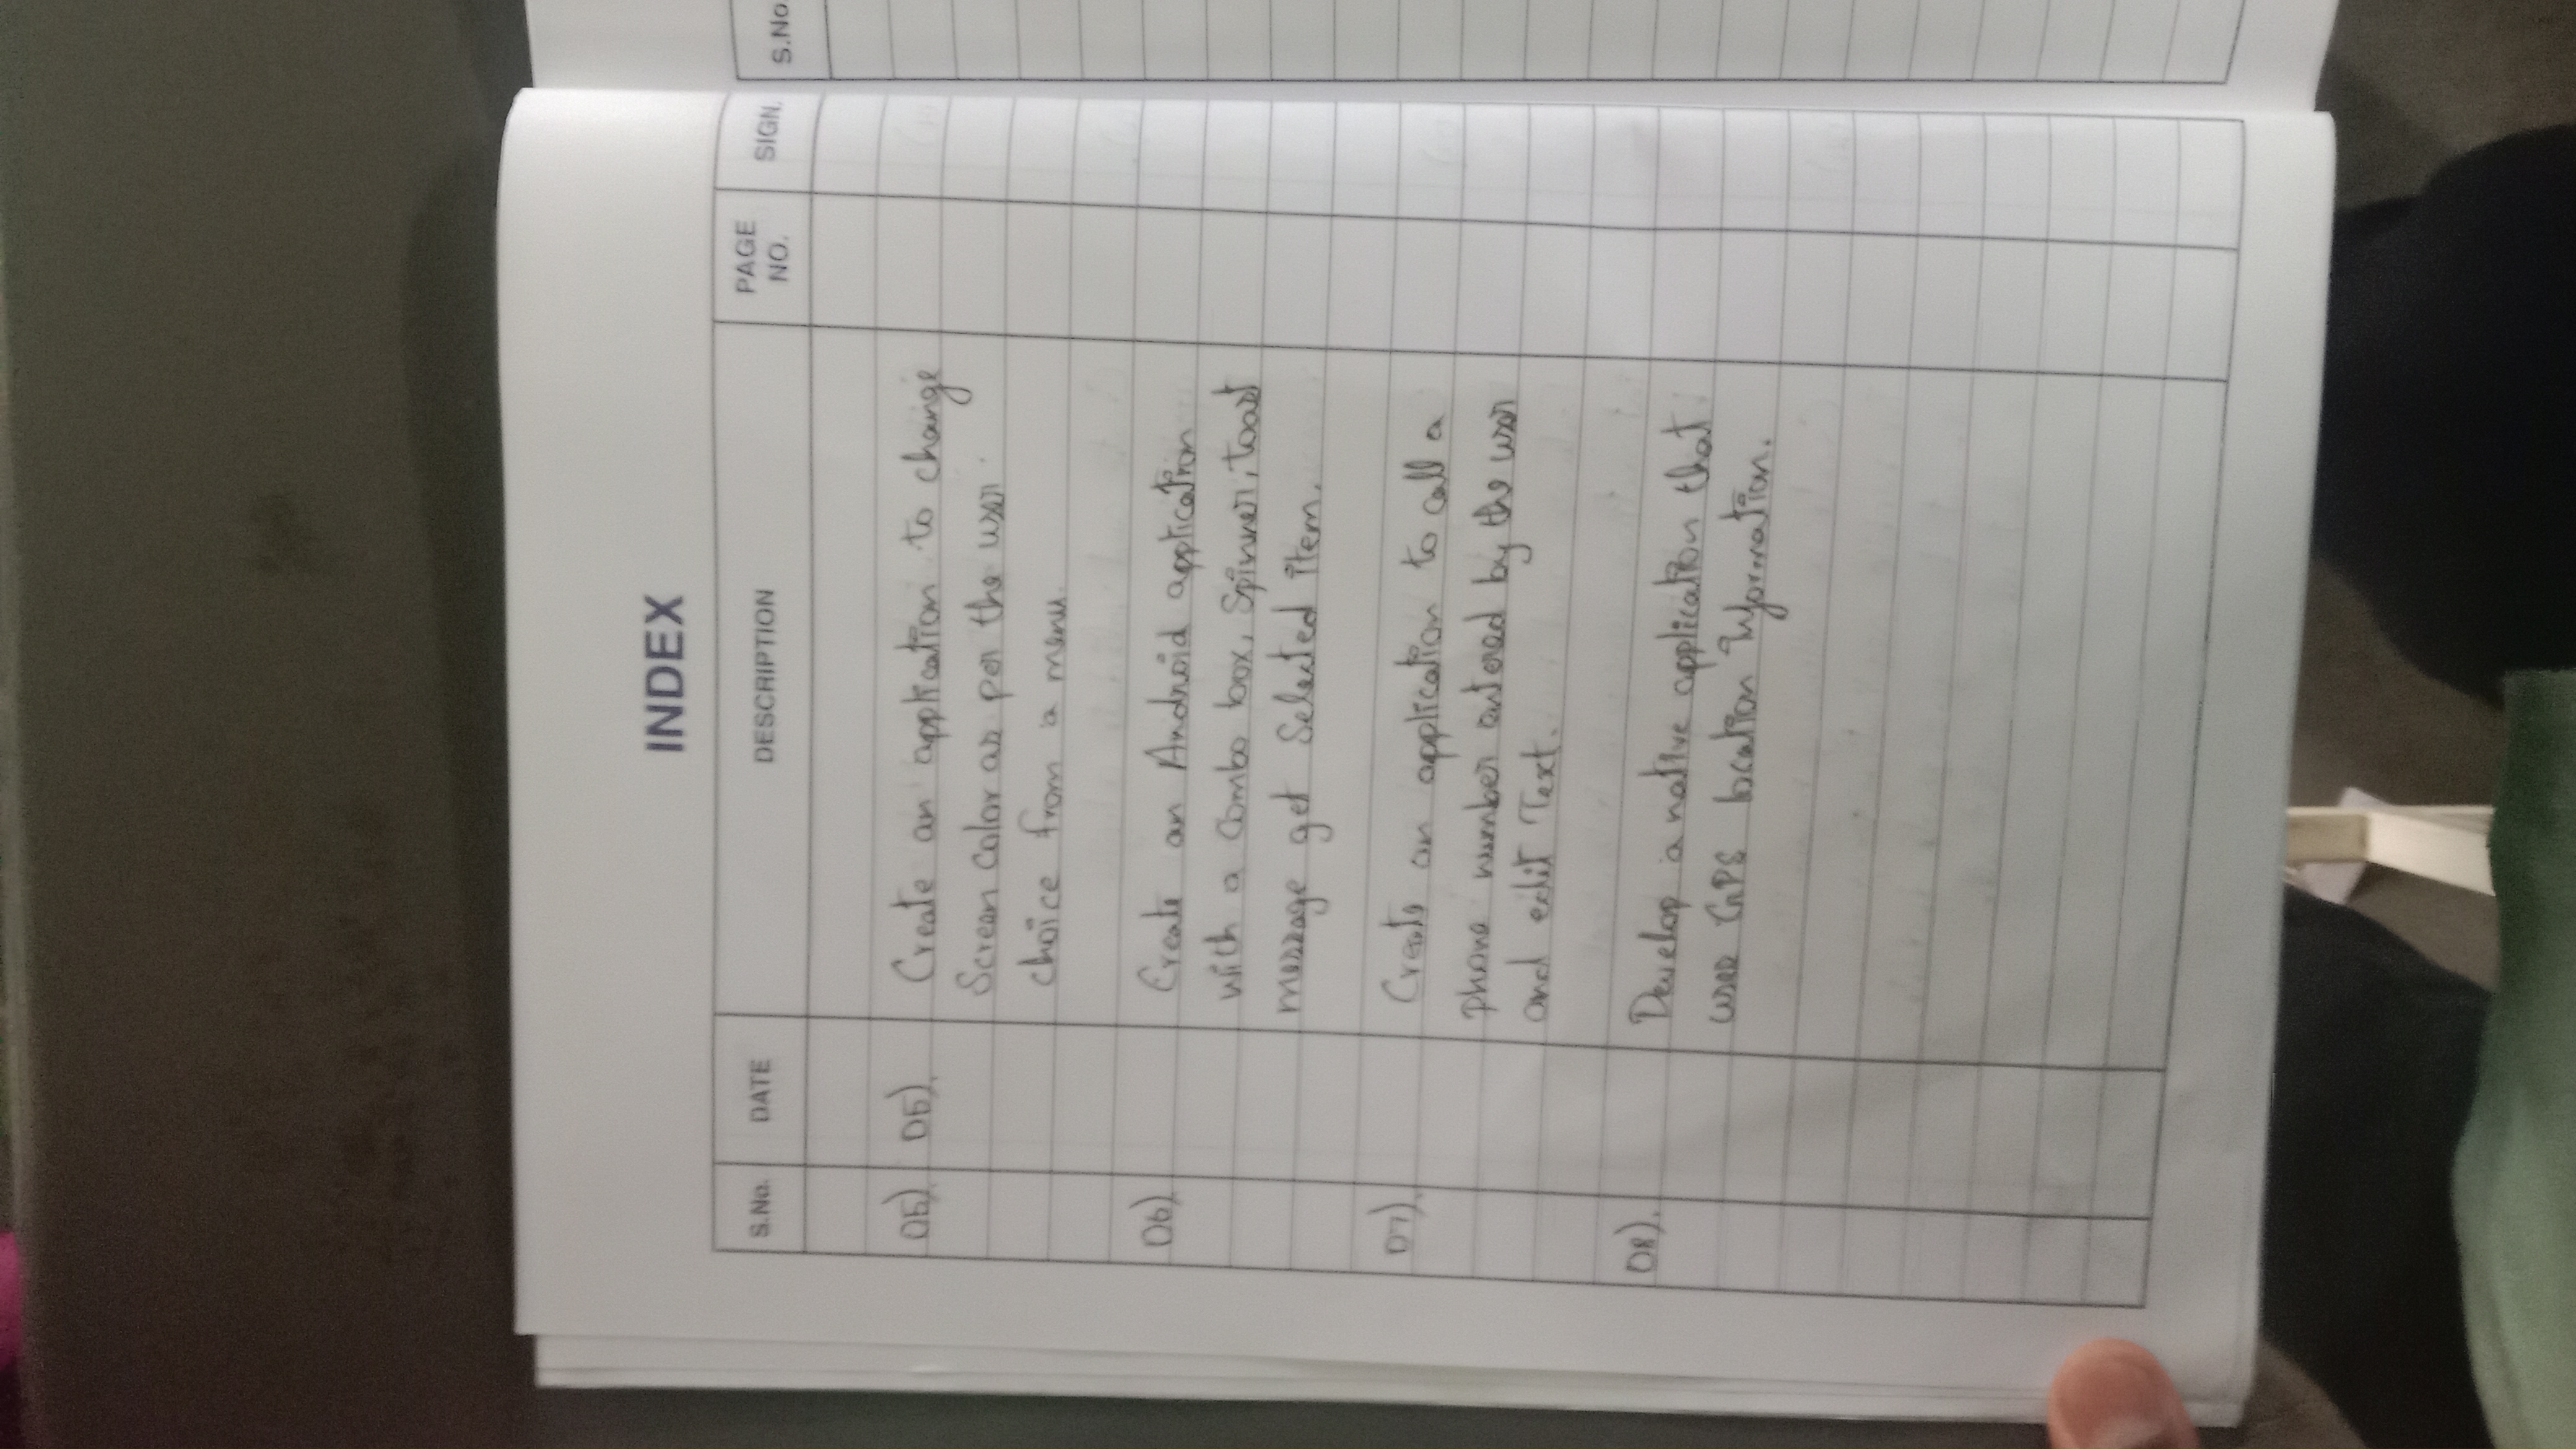 INDEX
S.No. DATE DESCRIPTION PAGE NO. SIGN. S.No
05) 05). Create an application to change
Screen color as per the user
choice from a menu.
06) Create an Android application
with a Combo box, Spinner, toast
message get Selected item.
07). Create an application to call a
phone number entered by the user
and edit Text.
08). Develop a native application that
uses GPS location Information.